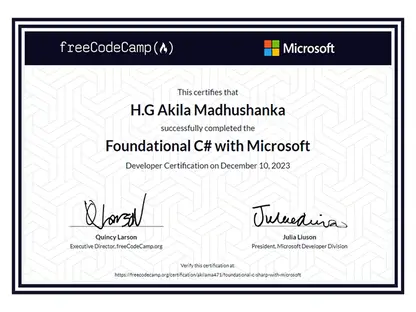 freeCodeCamp
Microsoft
This certifies that
H.G Akila Madhushanka
successfully completed the
Foundational C# with Microsoft
Developer Certification on December 10, 2023
Quincy Larson
Executive Director, freeCodeCamp.org
Julia Liuson
President, Microsoft Developer Division
Verify this certification at:
https://freecodecamp.org/certification/akilama471/foundational-c-sharp-with-microsoft